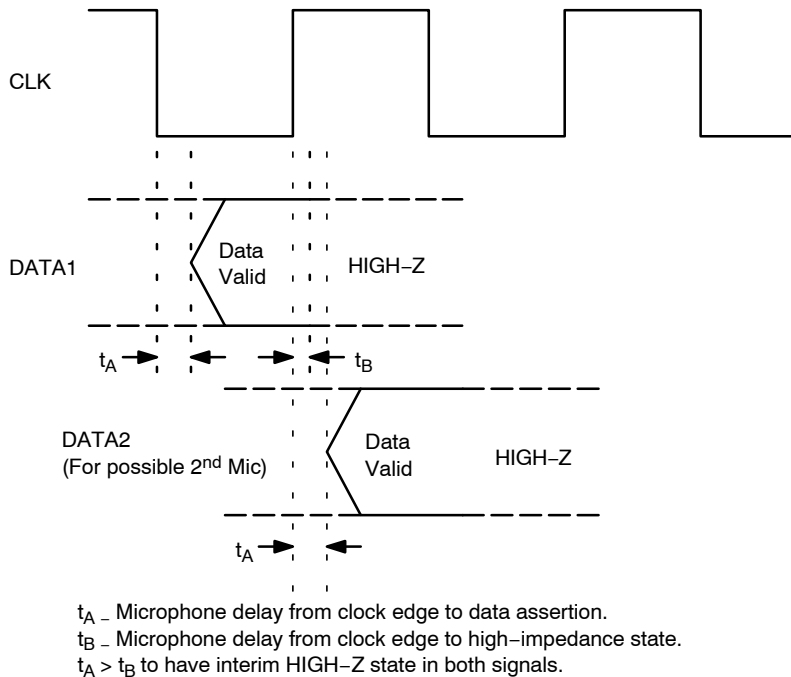 CLK
DATA1
Data
Valid
HIGH–Z
tA
tB
DATA2
(For possible 2nd Mic)
Data
Valid
HIGH–Z
tA
tA – Microphone delay from clock edge to data assertion.
tB – Microphone delay from clock edge to high–impedance state.
tA > tB to have interim HIGH–Z state in both signals.